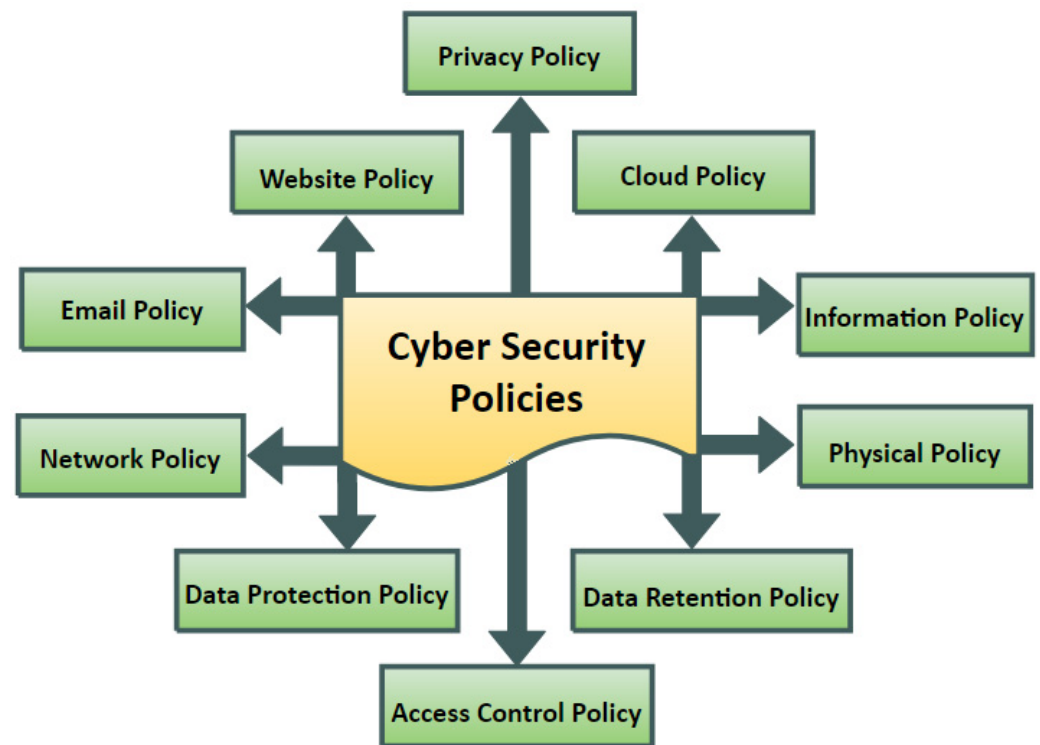 Privacy Policy
Website Policy
Cloud Policy
Email Policy
Information Policy
Cyber Security
Policies
Network Policy
Physical Policy
Data Protection Policy
Data Retention Policy
Access Control Policy